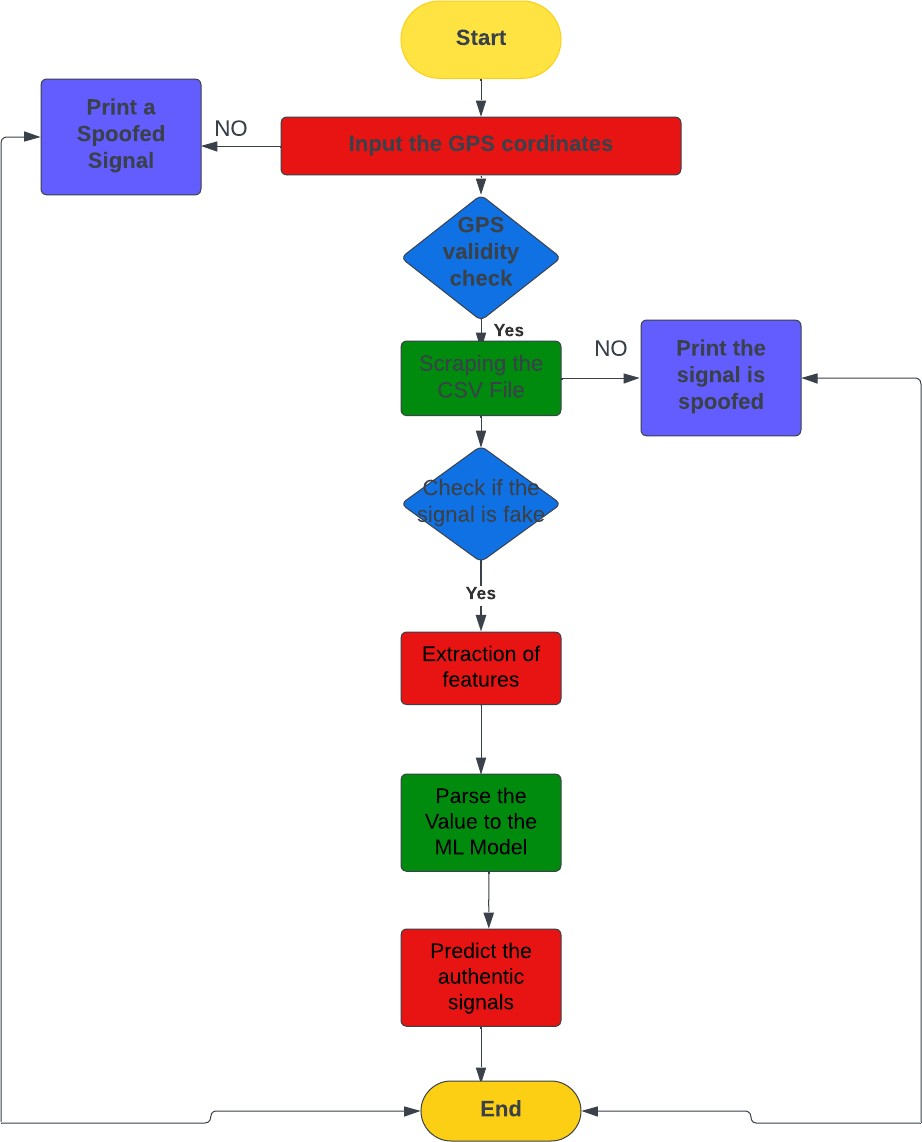 Start
Print a
Spoofed
Signal
NO
Input the GPS cordinates
GPS
validity
check
Yes
Scraping the
CSV File
NO
Print the
signal is
spoofed
Check if the
signal is fake
Yes
Extraction of
features
Parse the
Value to the
ML Model
Predict the
authentic
signals
End